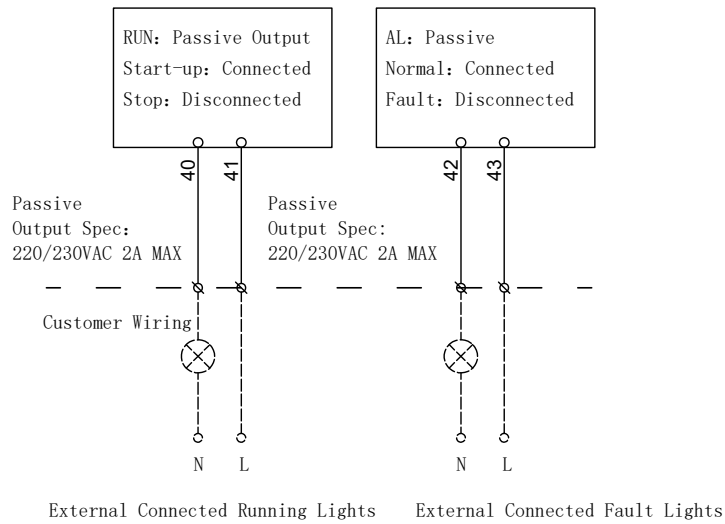 RUN: Passive Output
Start-up: Connected
Stop: Disconnected
AL: Passive
Normal: Connected
Fault: Disconnected
40
41
42
43
Passive
Output Spec:
220/230VAC 2A MAX
Passive
Output Spec:
220/230VAC 2A MAX
Customer Wiring
N
L
N
L
External Connected Running Lights
External Connected Fault Lights